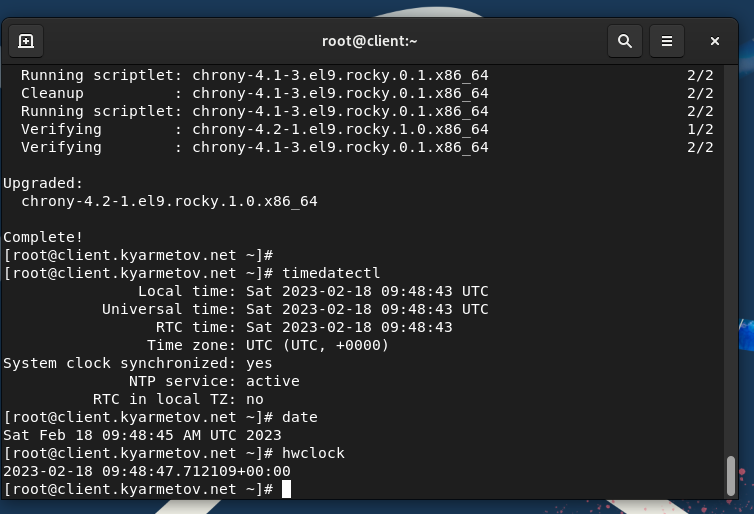 root@client:~
Running scriptlet: chrony-4.1-3.el9.rocky.0.1.x86_64 2/2
Cleanup : chrony-4.1-3.el9.rocky.0.1.x86_64 2/2
Running scriptlet: chrony-4.1-3.el9.rocky.0.1.x86_64 2/2
Verifying : chrony-4.2-1.el9.rocky.1.0.x86_64 1/2
Verifying : chrony-4.1-3.el9.rocky.0.1.x86_64 2/2
Upgraded:
chrony-4.2-1.el9.rocky.1.0.x86_64
Complete!
[root@client.kyarmetov.net ~]#
[root@client.kyarmetov.net ~]# timedatectl
Local time: Sat 2023-02-18 09:48:43 UTC
Universal time: Sat 2023-02-18 09:48:43 UTC
RTC time: Sat 2023-02-18 09:48:43
Time zone: UTC (UTC, +0000)
System clock synchronized: yes
NTP service: active
RTC in local TZ: no
[root@client.kyarmetov.net ~]# date
Sat Feb 18 09:48:45 AM UTC 2023
[root@client.kyarmetov.net ~]# hwclock
2023-02-18 09:48:47.712109+00:00
[root@client.kyarmetov.net ~]#